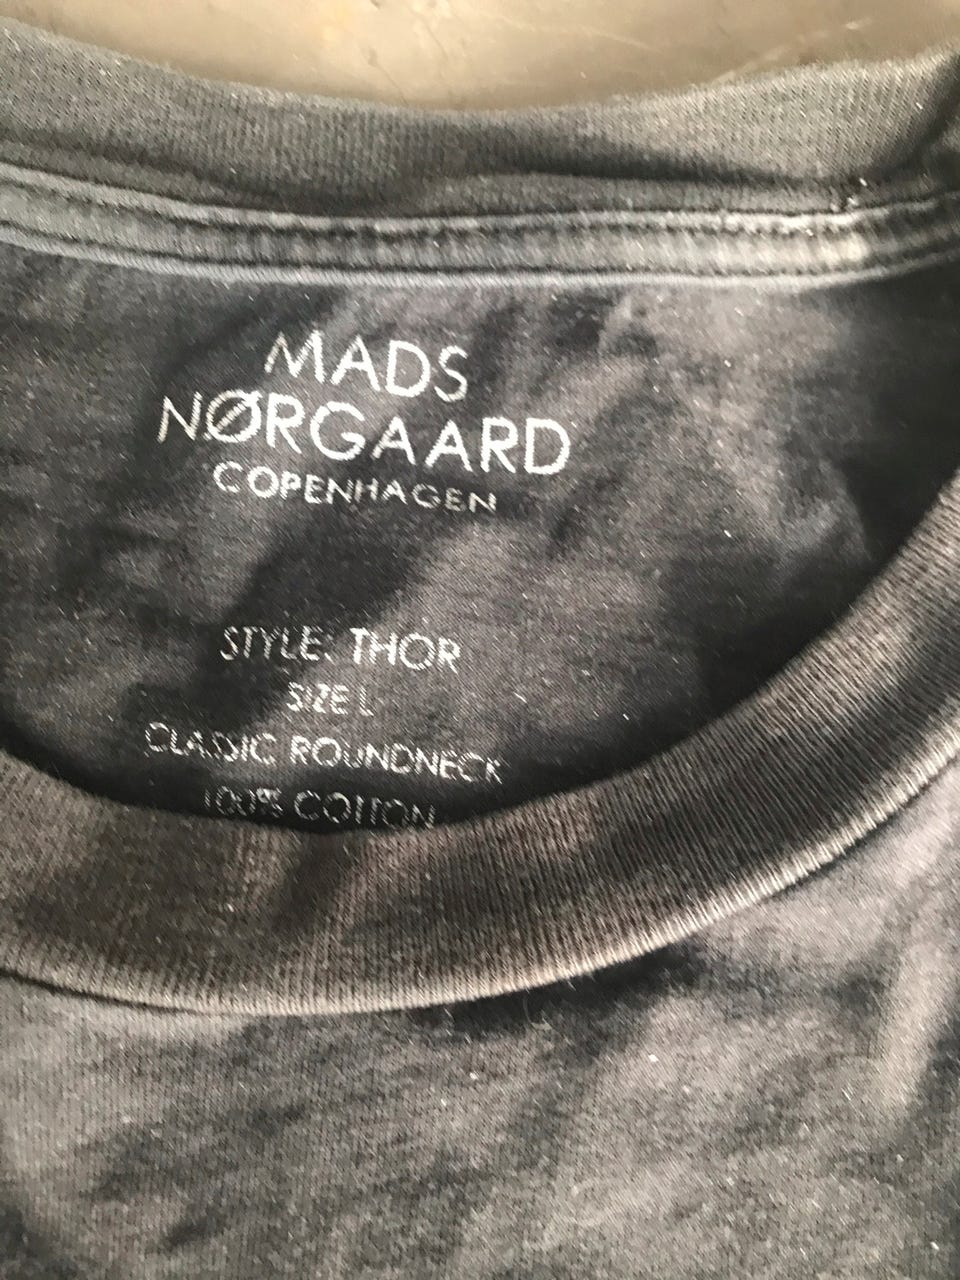 MADS
NØRGAARD
COPENHAGEN
STYLE: THOR
SIZE L
CLASSIC ROUNDNECK
100% COTTON